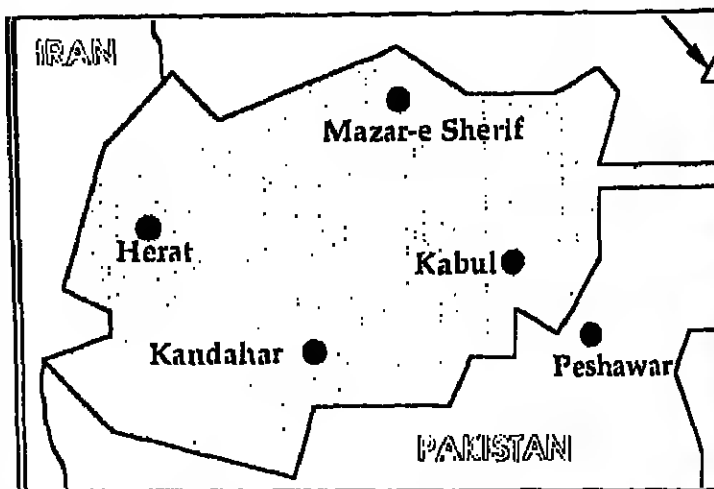 IRAN
Mazar-e Sherif
Herat
Kabul
Kandahar
Peshawar
PAKISTAN